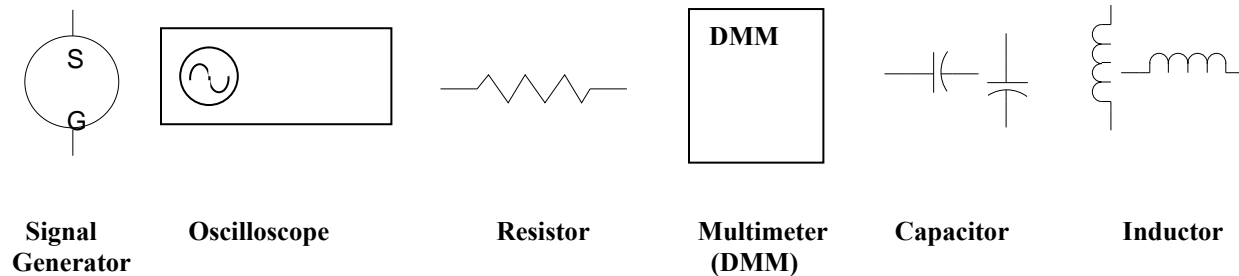 S
G
DMM
Signal
Generator
Oscilloscope
Resistor
Multimeter
(DMM)
Capacitor
Inductor